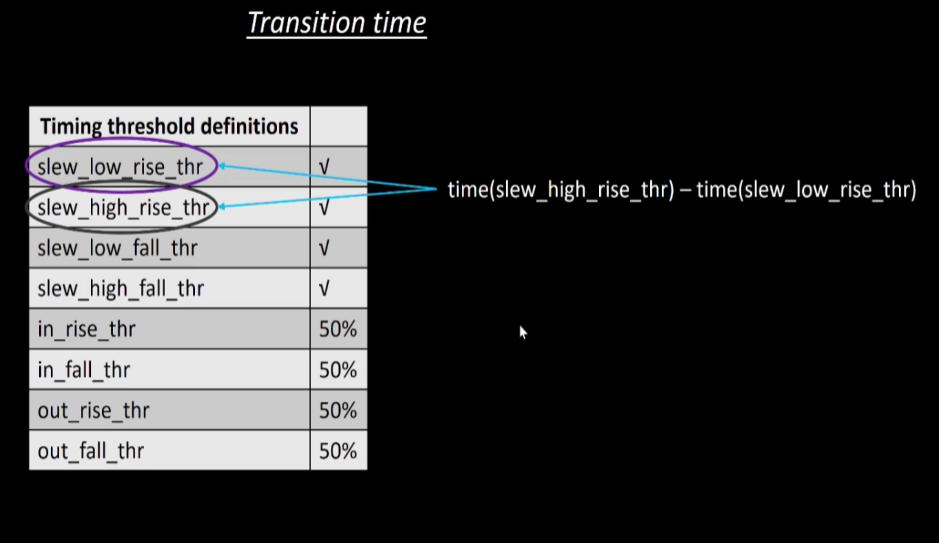 Transition time
Timing threshold definitions
slew_low_rise_thr √
slew_high_rise_thr √
time(slew_high_rise_thr) – time(slew_low_rise_thr)
slew_low_fall_thr √
slew_high_fall_thr √
in_rise_thr 50%
in_fall_thr 50%
out_rise_thr 50%
out_fall_thr 50%